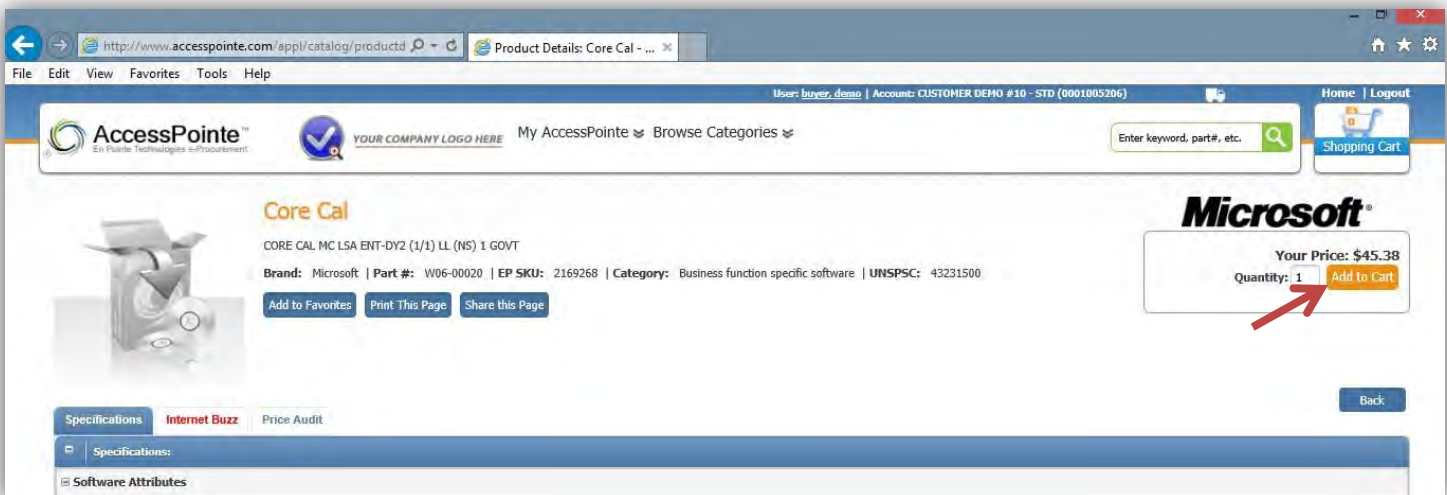 http://www.accesspointe.com/appl/catalog/productd
Product Details: Core Cal - ...
File Edit View Favorites Tools Help
User: buyer, demo | Account: CUSTOMER DEMO #10 - STD (0001005206)
Home | Logout
AccessPointe™
En Pointe Technologies e-Procurement
YOUR COMPANY LOGO HERE
My AccessPointe Browse Categories
Enter keyword, part#, etc.
0
Shopping Cart
Core Cal
Microsoft®
CORE CAL MC LSA ENT-DY2 (1/1) LL (NS) 1 GOVT
Your Price: $45.38
Brand: Microsoft | Part #: W06-00020 | EP SKU: 2169268 | Category: Business function specific software | UNSPSC: 43231500
Quantity: 1 Add to Cart
Add to Favorites Print This Page Share this Page
Back
Specifications Internet Buzz Price Audit
Specifications:
Software Attributes